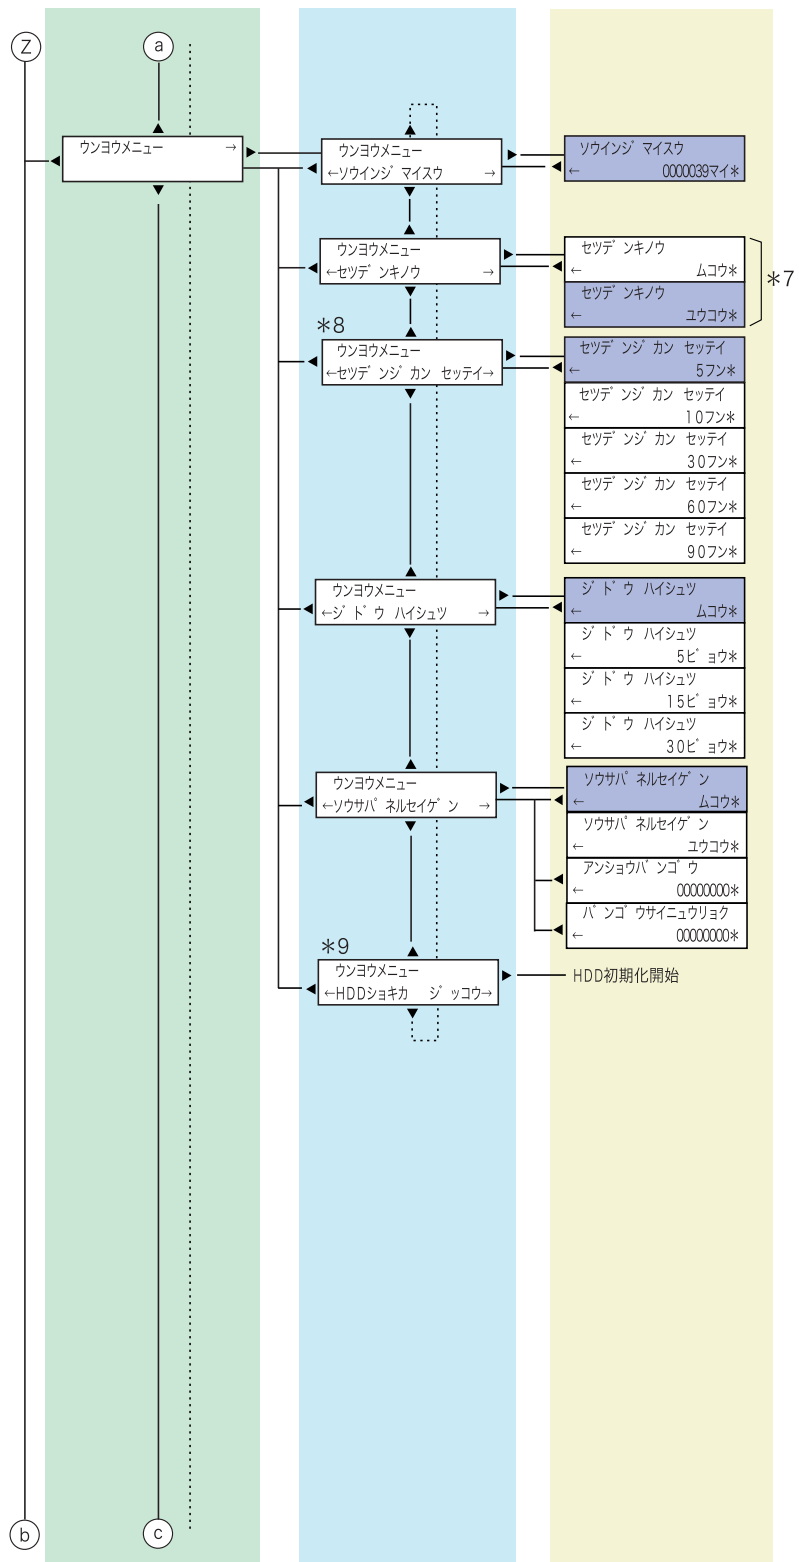 Z
a
ウンヨウメニュー →
ウンヨウメニュー
←ソウインジ゛マイスウ →
ソウインジ゛マイスウ
← 0000039マイ*
ウンヨウメニュー
←セツデ゛ンキノウ →
セツデ゛ンキノウ
← ムコウ*
セツデ゛ンキノウ
← ユウコウ*
*7
*8
ウンヨウメニュー
←セツデ゛ンジ゛カン セッテイ→
セツデ゛ンジ゛カン セッテイ
← 5フン*
セツデ゛ンジ゛カン セッテイ
← 10フン*
セツデ゛ンジ゛カン セッテイ
← 30フン*
セツデ゛ンジ゛カン セッテイ
← 60フン*
セツデ゛ンジ゛カン セッテイ
← 90フン*
ウンヨウメニュー
←ジ゛ド゛ウ ハイシュツ →
ジ゛ド゛ウ ハイシュツ
← ムコウ*
ジ゛ド゛ウ ハイシュツ
← 5ビ゛ョウ*
ジ゛ド゛ウ ハイシュツ
← 15ビ゛ョウ*
ジ゛ド゛ウ ハイシュツ
← 30ビ゛ョウ*
ウンヨウメニュー
←ソウサパ゜ネルセイゲ゛ン →
ソウサパ゜ネルセイゲ゛ン
← ムコウ*
ソウサパ゜ネルセイゲ゛ン
← ユウコウ*
アンショウバ゛ンゴ゛ウ
← 00000000*
パ゜ンゴ゛ウサイニュウリョク
← 00000000*
*9
ウンヨウメニュー
←HDDショキカ ジ゛ッコウ→
HDD初期化開始
b
c